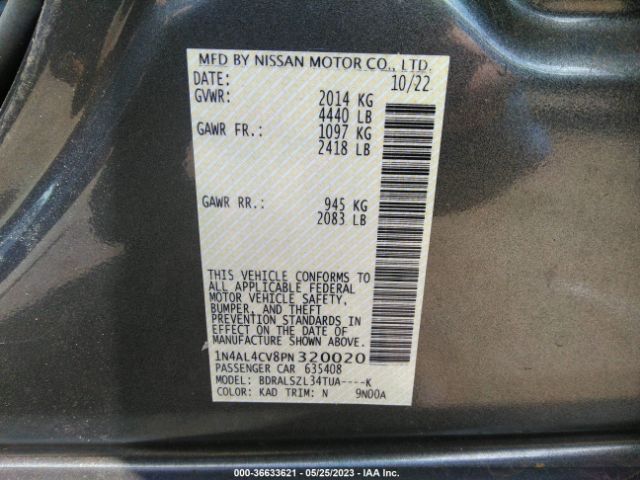 MFD BY NISSAN MOTOR CO., LTD.
DATE: 10/22
GVWR: 2014 KG
4440 LB
GAWR FR.: 1097 KG
2418 LB
GAWR RR.: 945 KG
2083 LB
THIS VEHICLE CONFORMS TO
ALL APPLICABLE FEDERAL
MOTOR VEHICLE SAFETY,
BUMPER, AND THEFT
PREVENTION STANDARDS IN
EFFECT ON THE DATE OF
MANUFACTURE SHOWN ABOVE.
1N4AL4CV8PN320020
PASSENGER CAR 635408
MODEL: BDRALSZL34TUA----K
COLOR: KAD TRIM: N 9N00A
000-36633621 - 05/25/2023 - IAA Inc.